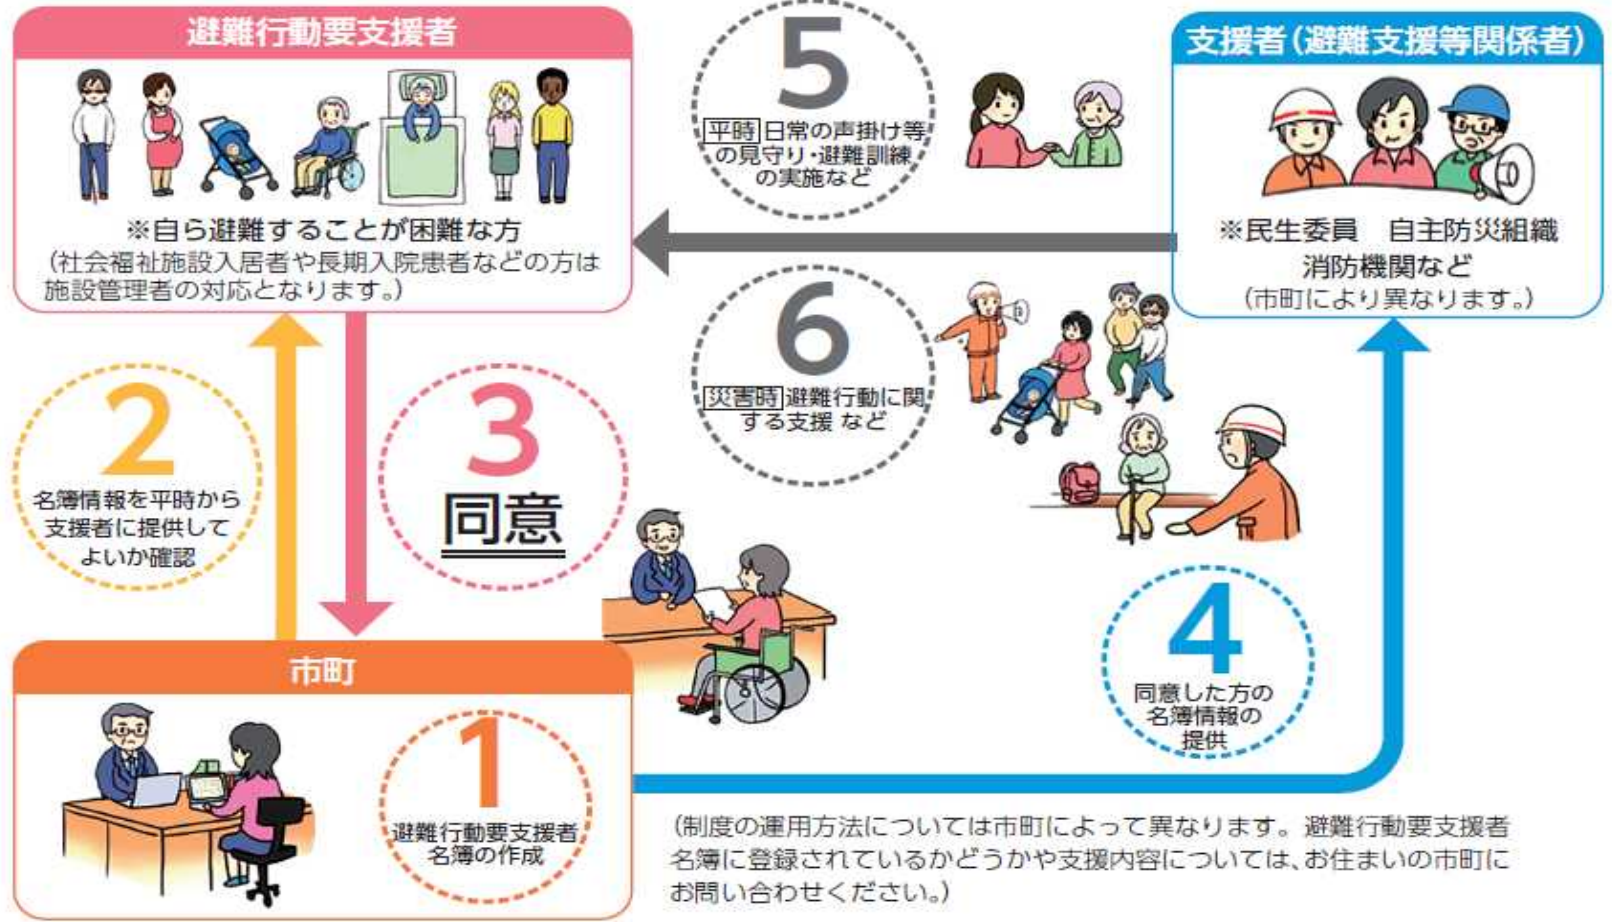 避難行動要支援者
※自ら避難することが困難な方
（社会福祉施設入居者や長期入院患者などの方は
施設管理者の対応となります。）
5
平時 日常の声掛け等
の見守り・避難訓練
の実施など
支援者（避難支援等関係者）
※民生委員　自主防災組織
消防機関など
（市町により異なります。）
6
災害時 避難行動に関
する支援 など
2
名簿情報を平時から
支援者に提供して
よいか確認
3
同意
4
同意した方の
名簿情報の
提供
市町
1
避難行動要支援者
名簿の作成
（制度の運用方法については市町によって異なります。避難行動要支援者
名簿に登録されているかどうかや支援内容については、お住まいの市町に
お問い合わせください。）